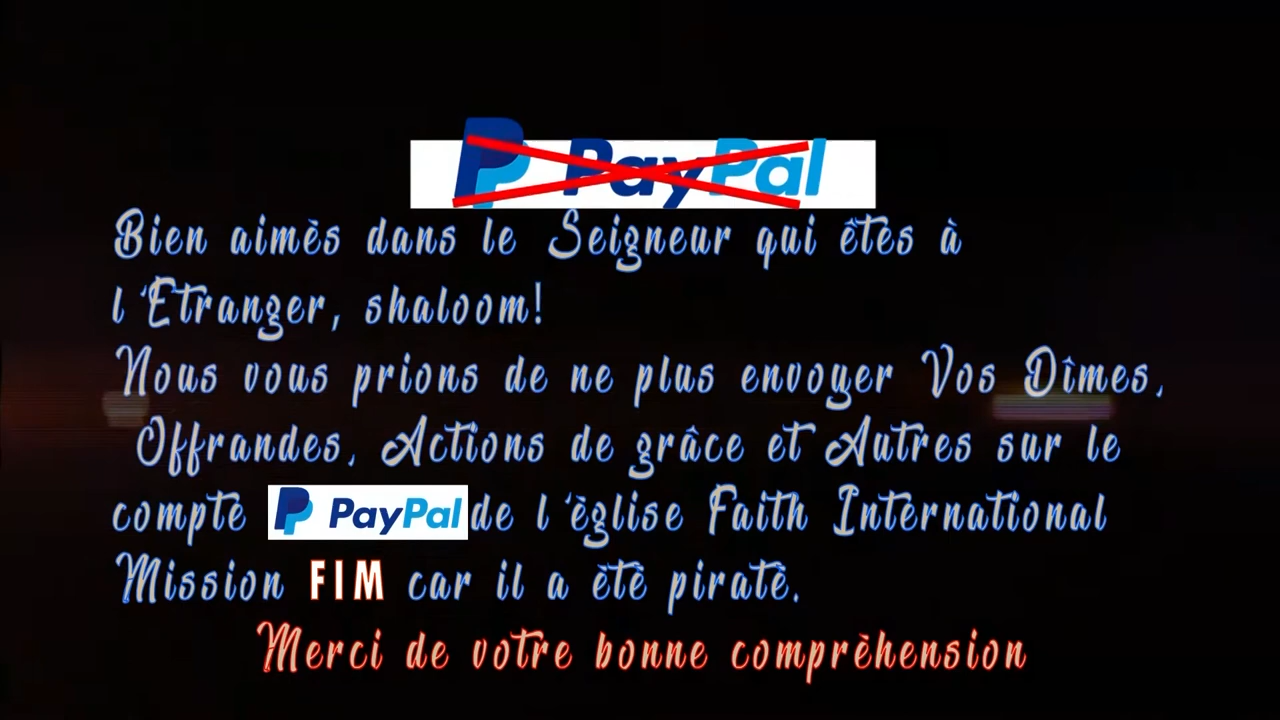 PayPal
Bien aimès dans le Seigneur qui êtes à
l'Etranger, shaloom!
Nous vous prions de ne plus envoyer Vos Dîmes,
Offrandes, Actions de grâce et Autres sur le
compte PayPal de l'èglise Faith International
Mission FIM car il a ètè piratè.
Merci de votre bonne comprèhension